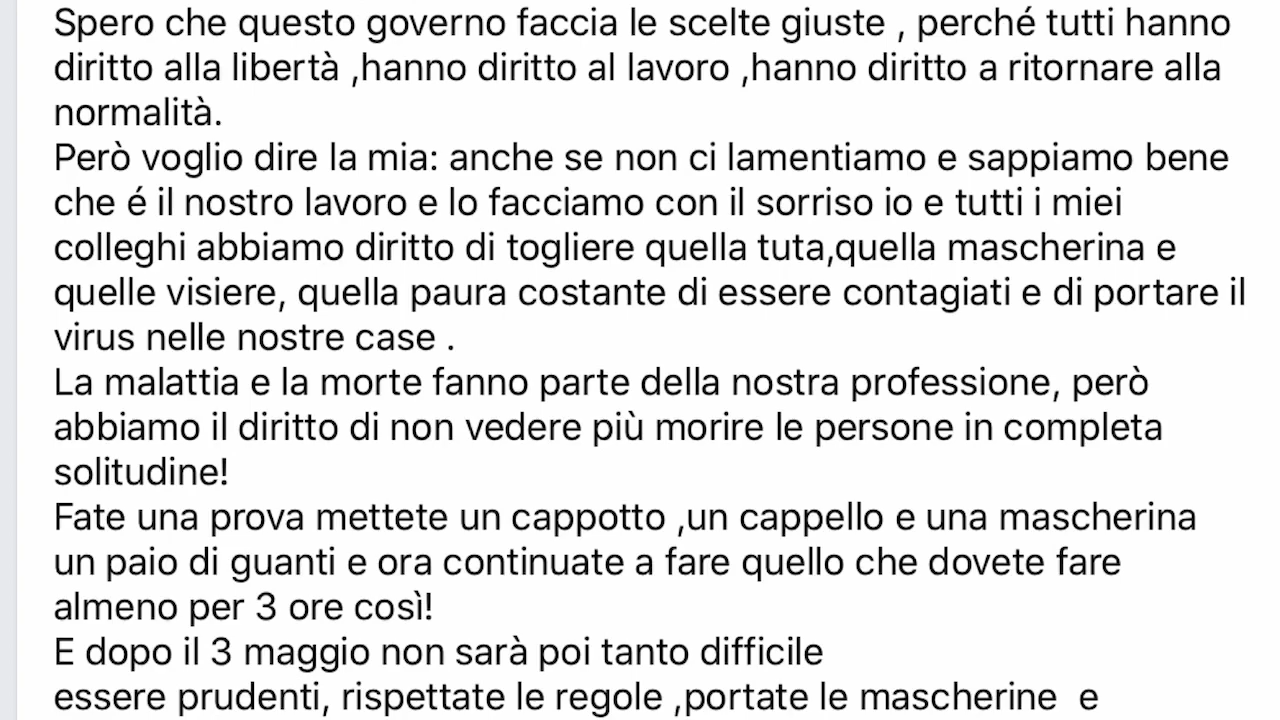 Spero che questo governo faccia le scelte giuste , perché tutti hanno
diritto alla libertà ,hanno diritto al lavoro ,hanno diritto a ritornare alla
normalità.
Però voglio dire la mia: anche se non ci lamentiamo e sappiamo bene
che é il nostro lavoro e lo facciamo con il sorriso io e tutti i miei
colleghi abbiamo diritto di togliere quella tuta,quella mascherina e
quelle visiere, quella paura costante di essere contagiati e di portare il
virus nelle nostre case .
La malattia e la morte fanno parte della nostra professione, però
abbiamo il diritto di non vedere più morire le persone in completa
solitudine!
Fate una prova mettete un cappotto ,un cappello e una mascherina
un paio di guanti e ora continuate a fare quello che dovete fare
almeno per 3 ore così!
E dopo il 3 maggio non sarà poi tanto difficile
essere prudenti, rispettate le regole ,portate le mascherine  e